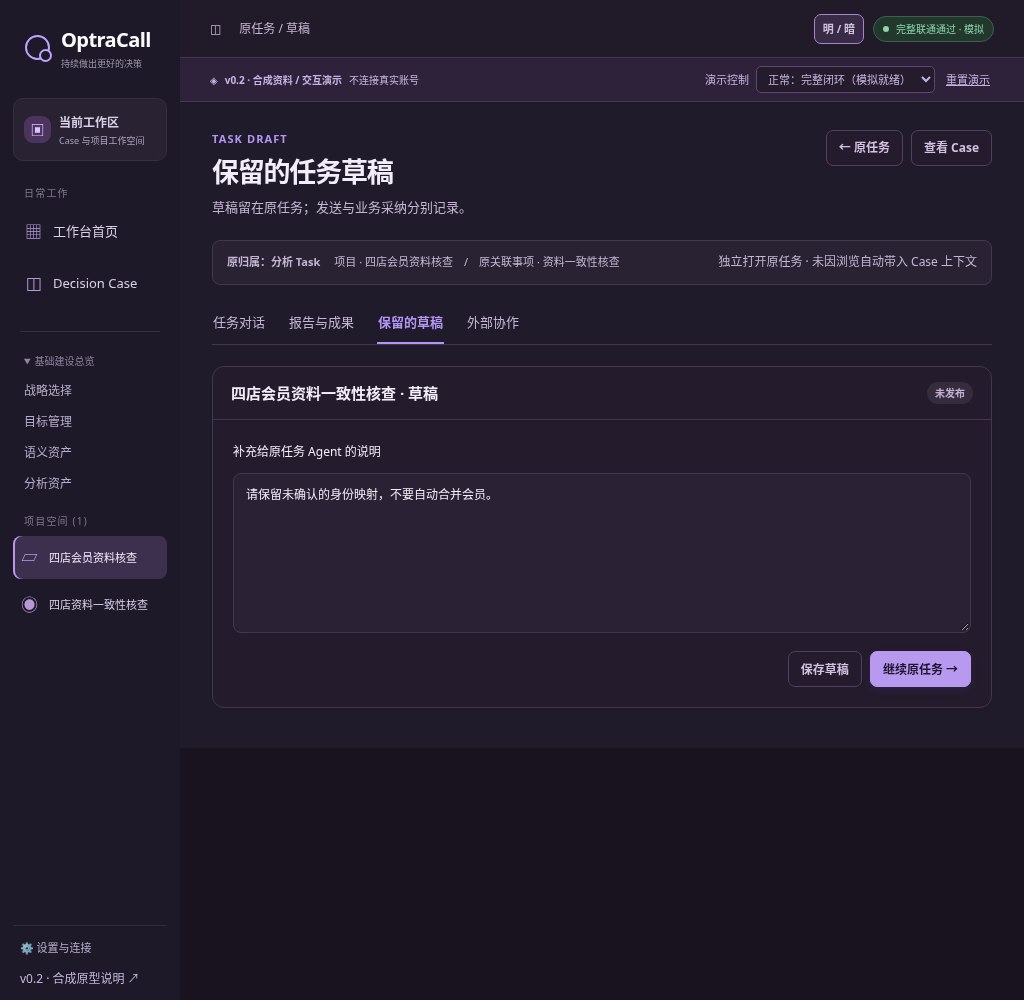 OptraCall
持续做出更好的决策
当前工作区
Case 与项目工作空间
日常工作
工作台首页
Decision Case
▼ 基础建设总览
战略选择
目标管理
语义资产
分析资产
项目空间 (1)
四店会员资料核查
四店资料一致性核查
⚙️ 设置与连接
v0.2 · 合成原型说明 ↗
原任务 / 草稿
明 / 暗
完整联通通过 · 模拟
v0.2 · 合成资料 / 交互演示 不连接真实账号
演示控制
正常：完整闭环（模拟就绪）
重置演示
TASK DRAFT
保留的任务草稿
草稿留在原任务；发送与业务采纳分别记录。
← 原任务
查看 Case
原归属：分析 Task 项目 · 四店会员资料核查 / 原关联事项 · 资料一致性核查
独立打开原任务 · 未因浏览自动带入 Case 上下文
任务对话
报告与成果
保留的草稿
外部协作
四店会员资料一致性核查 · 草稿
未发布
补充给原任务 Agent 的说明
请保留未确认的身份映射，不要自动合并会员。
保存草稿
继续原任务 →